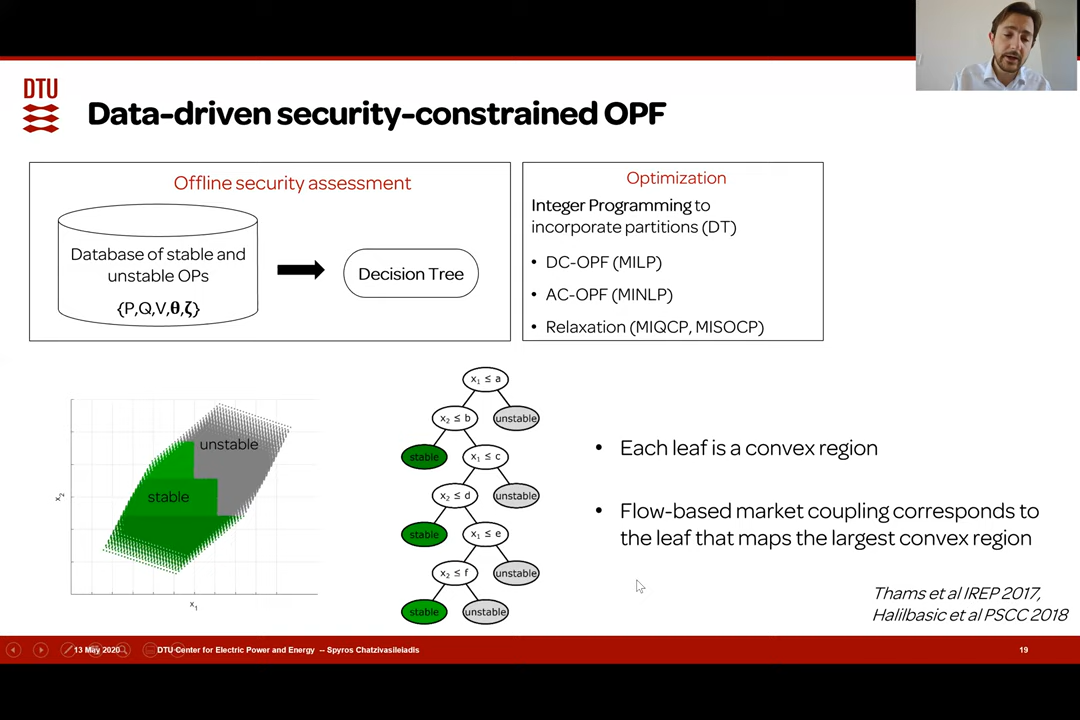 DTU
Data-driven security-constrained OPF
Offline security assessment
Database of stable and
unstable OPs
{P,Q,V,θ,ζ}
Decision Tree
Optimization
Integer Programming to
incorporate partitions (DT)
• DC-OPF (MILP)
• AC-OPF (MINLP)
• Relaxation (MIQCP, MISOCP)
unstable
stable
x₂
x₁
x₁ ≤ a
x₂ ≤ b
unstable
stable
x₁ ≤ c
x₂ ≤ d
unstable
stable
x₁ ≤ e
x₂ ≤ f
unstable
stable
unstable
• Each leaf is a convex region
• Flow-based market coupling corresponds to
the leaf that maps the largest convex region
Thams et al IREP 2017,
Halilbasic et al PSCC 2018
13 May 2020
DTU Center for Electric Power and Energy -- Spyros Chatzivasileiadis
19